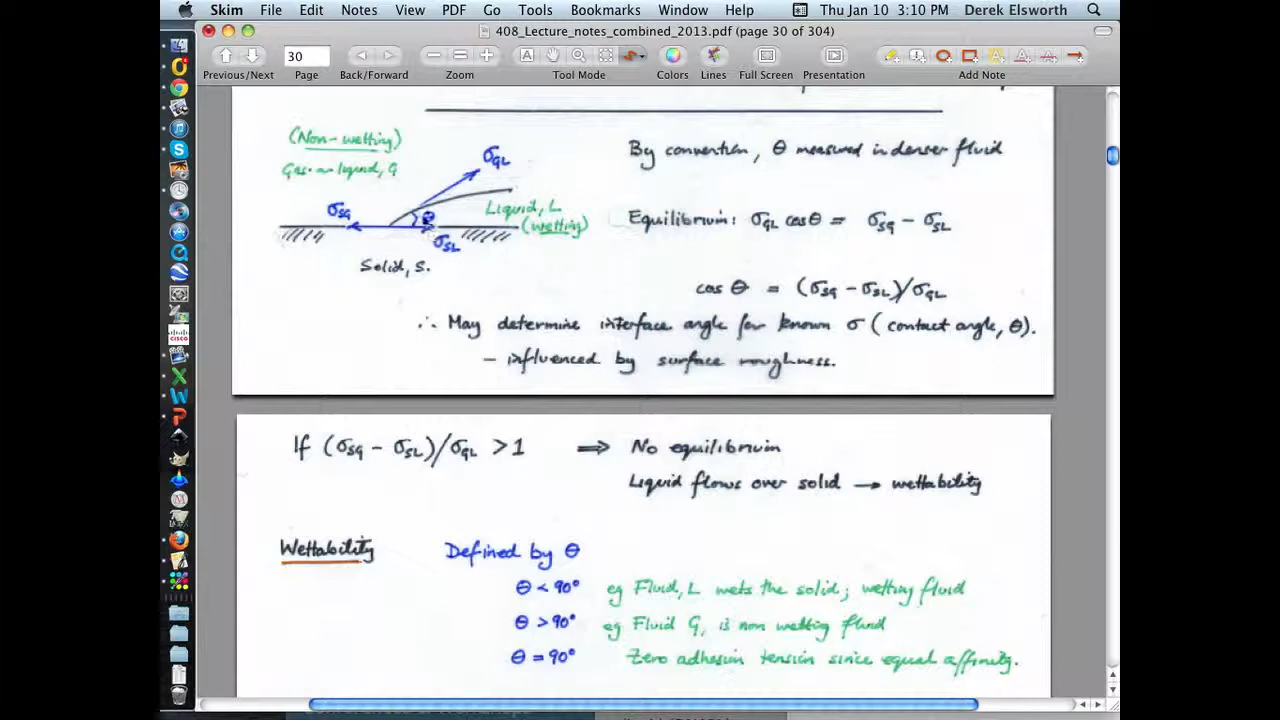 Skim File Edit Notes View PDF Go Tools Bookmarks Window Help Thu Jan 10 3:10 PM Derek Elsworth
408_Lecture_notes_combined_2013.pdf (page 30 of 304)
30
Previous/Next Page Back/Forward Zoom Tool Mode Colors Lines Full Screen Presentation Add Note
(Non-wetting)
Gas or liquid, G
σGL
By convention, θ measured in denser fluid
σSG
θ
Liquid, L
(wetting)
σSL
Equilibrium: σGL cosθ = σSG - σSL
Solid, S.
cos θ = (σSG - σSL)/σGL
∴ May determine interface angle for known σ (contact angle, θ).
- influenced by surface roughness.
If (σSG - σSL)/σGL > 1 ⟹ No equilibrium
Liquid flows over solid → wettability
Wettability Defined by θ
θ < 90° eg Fluid, L wets the solid; wetting fluid
θ > 90° eg Fluid G, is non wetting fluid
θ = 90° Zero adhesion tension since equal affinity.